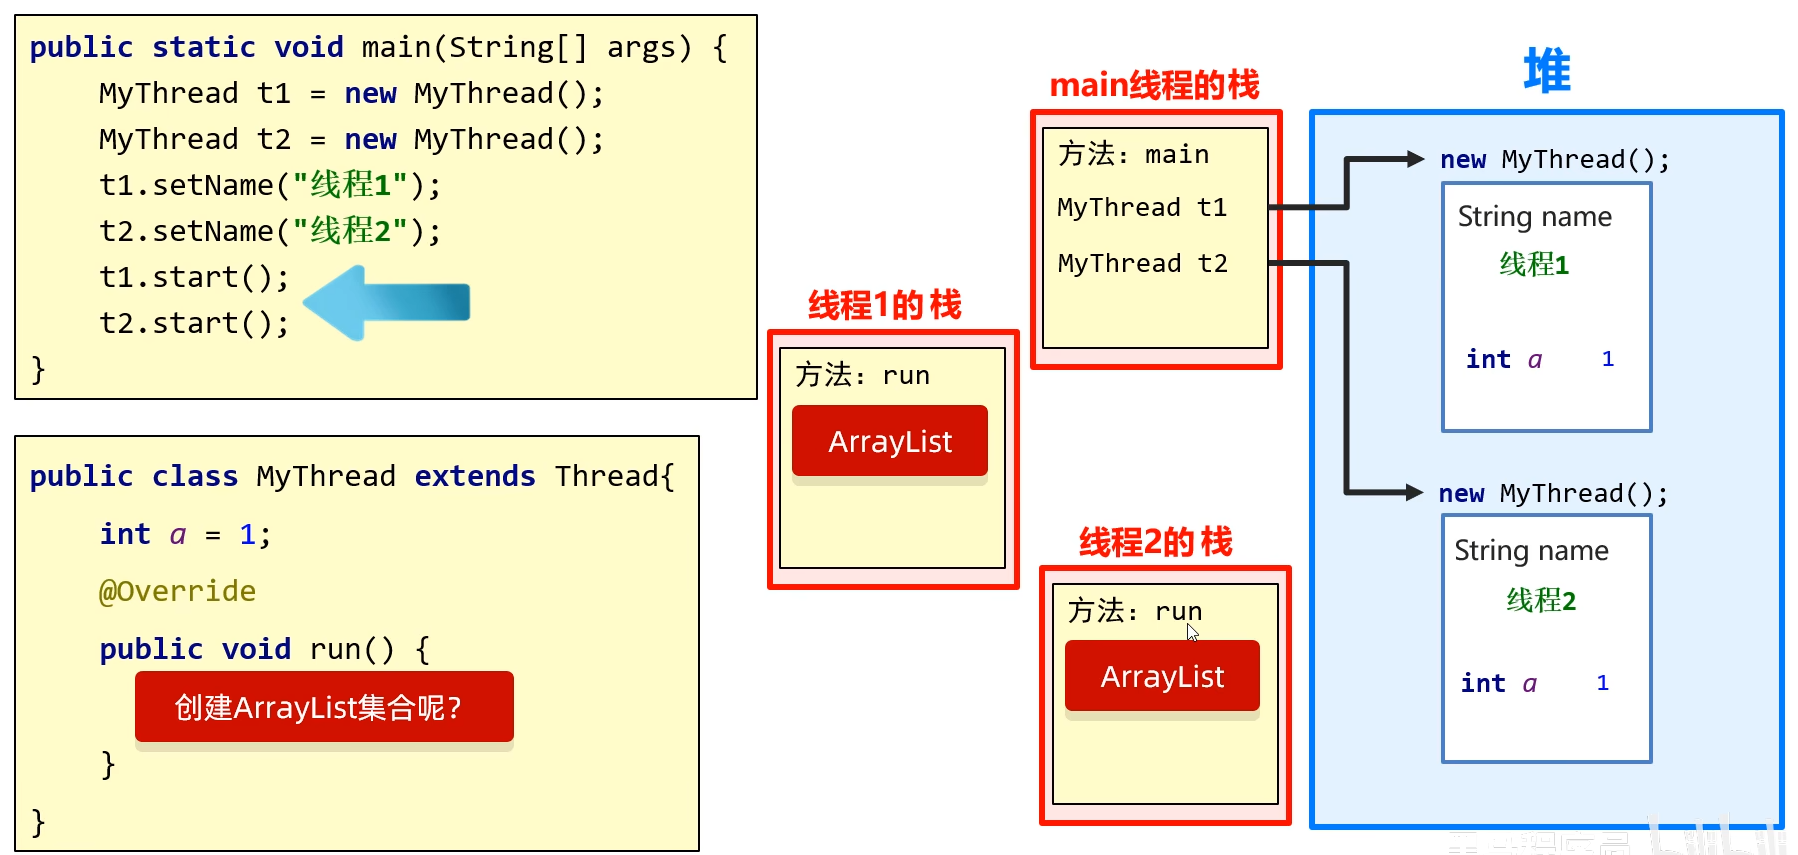 public static void main(String[] args) {
MyThread t1 = new MyThread();
MyThread t2 = new MyThread();
t1.setName("线程1");
t2.setName("线程2");
t1.start();
t2.start();
}
public class MyThread extends Thread{
int a = 1;
@Override
public void run() {
创建ArrayList集合呢？
}
}
线程1的 栈
方法：run
ArrayList
main线程的栈
方法：main
MyThread t1
MyThread t2
线程2的 栈
方法：run
ArrayList
堆
new MyThread();
String name
线程1
int a 1
new MyThread();
String name
线程2
int a 1